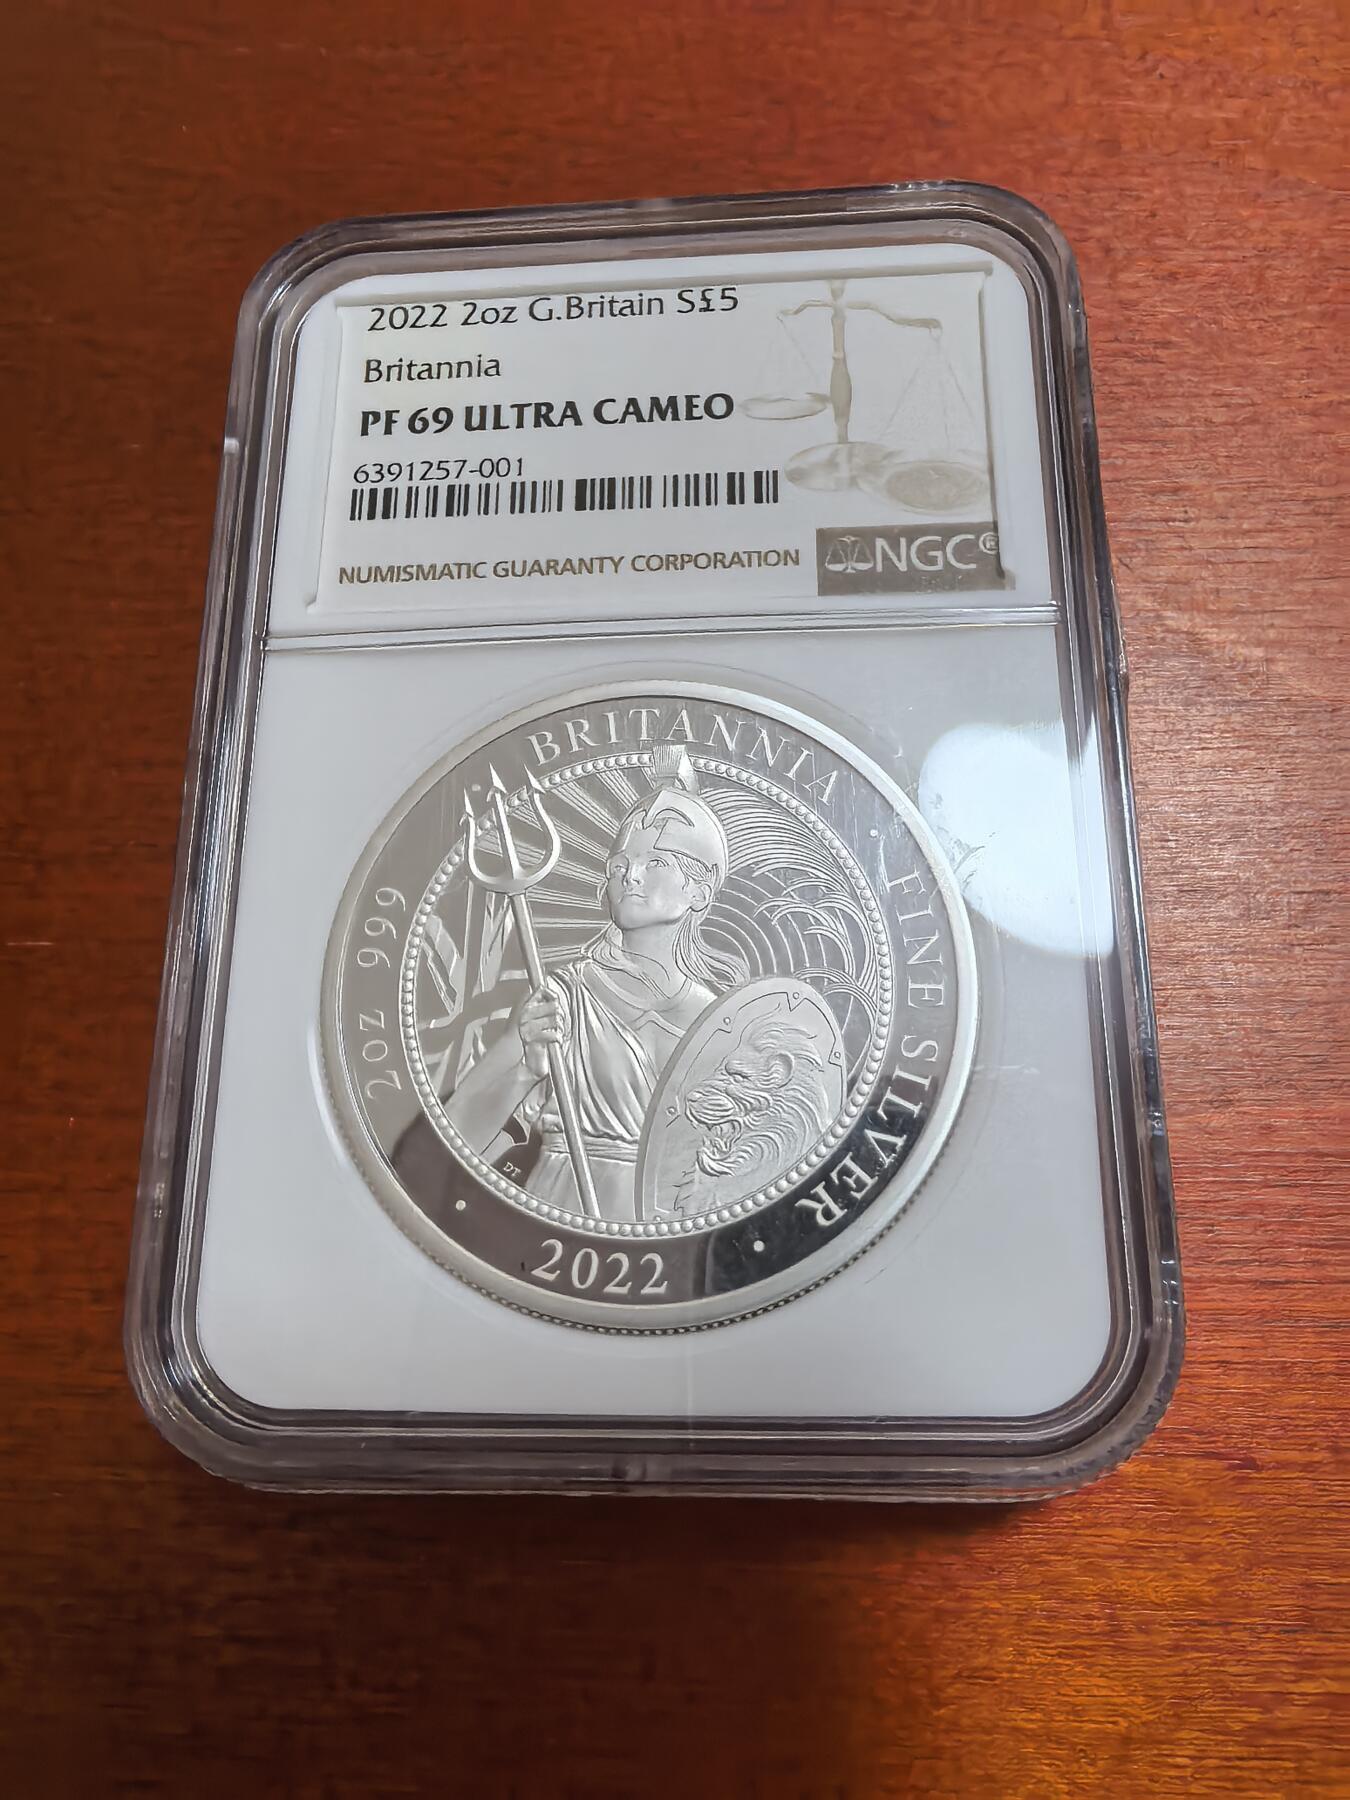 2022 2oz G.Britain S£5
Britannia
PF 69 ULTRA CAMEO
6391257-001
NUMISMATIC GUARANTY CORPORATION
NGC®
BRITANNIA
· FINE SILVER ·
2oz 999
DT
· 2022